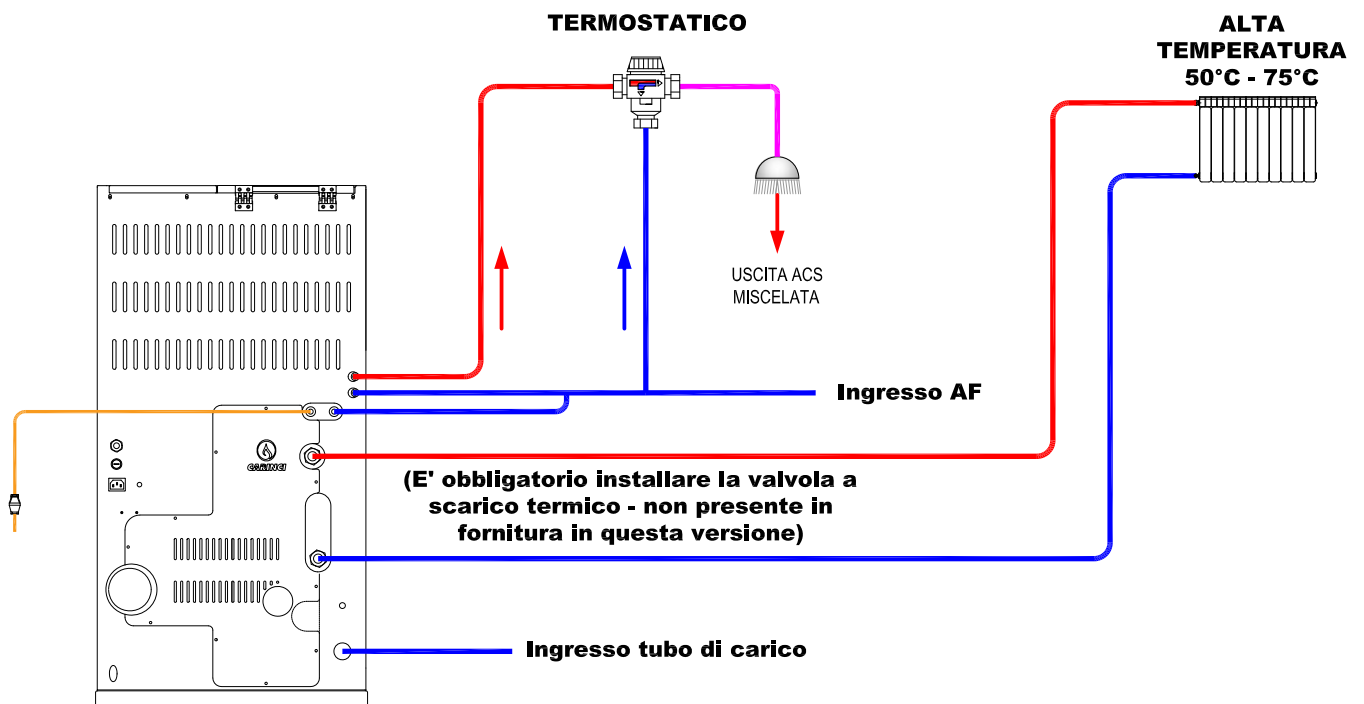 TERMOSTATICO
ALTA
TEMPERATURA
50°C - 75°C
USCITA ACS
MISCELATA
Ingresso AF
CARINCI
(E' obbligatorio installare la valvola a
scarico termico - non presente in
fornitura in questa versione)
Ingresso tubo di carico